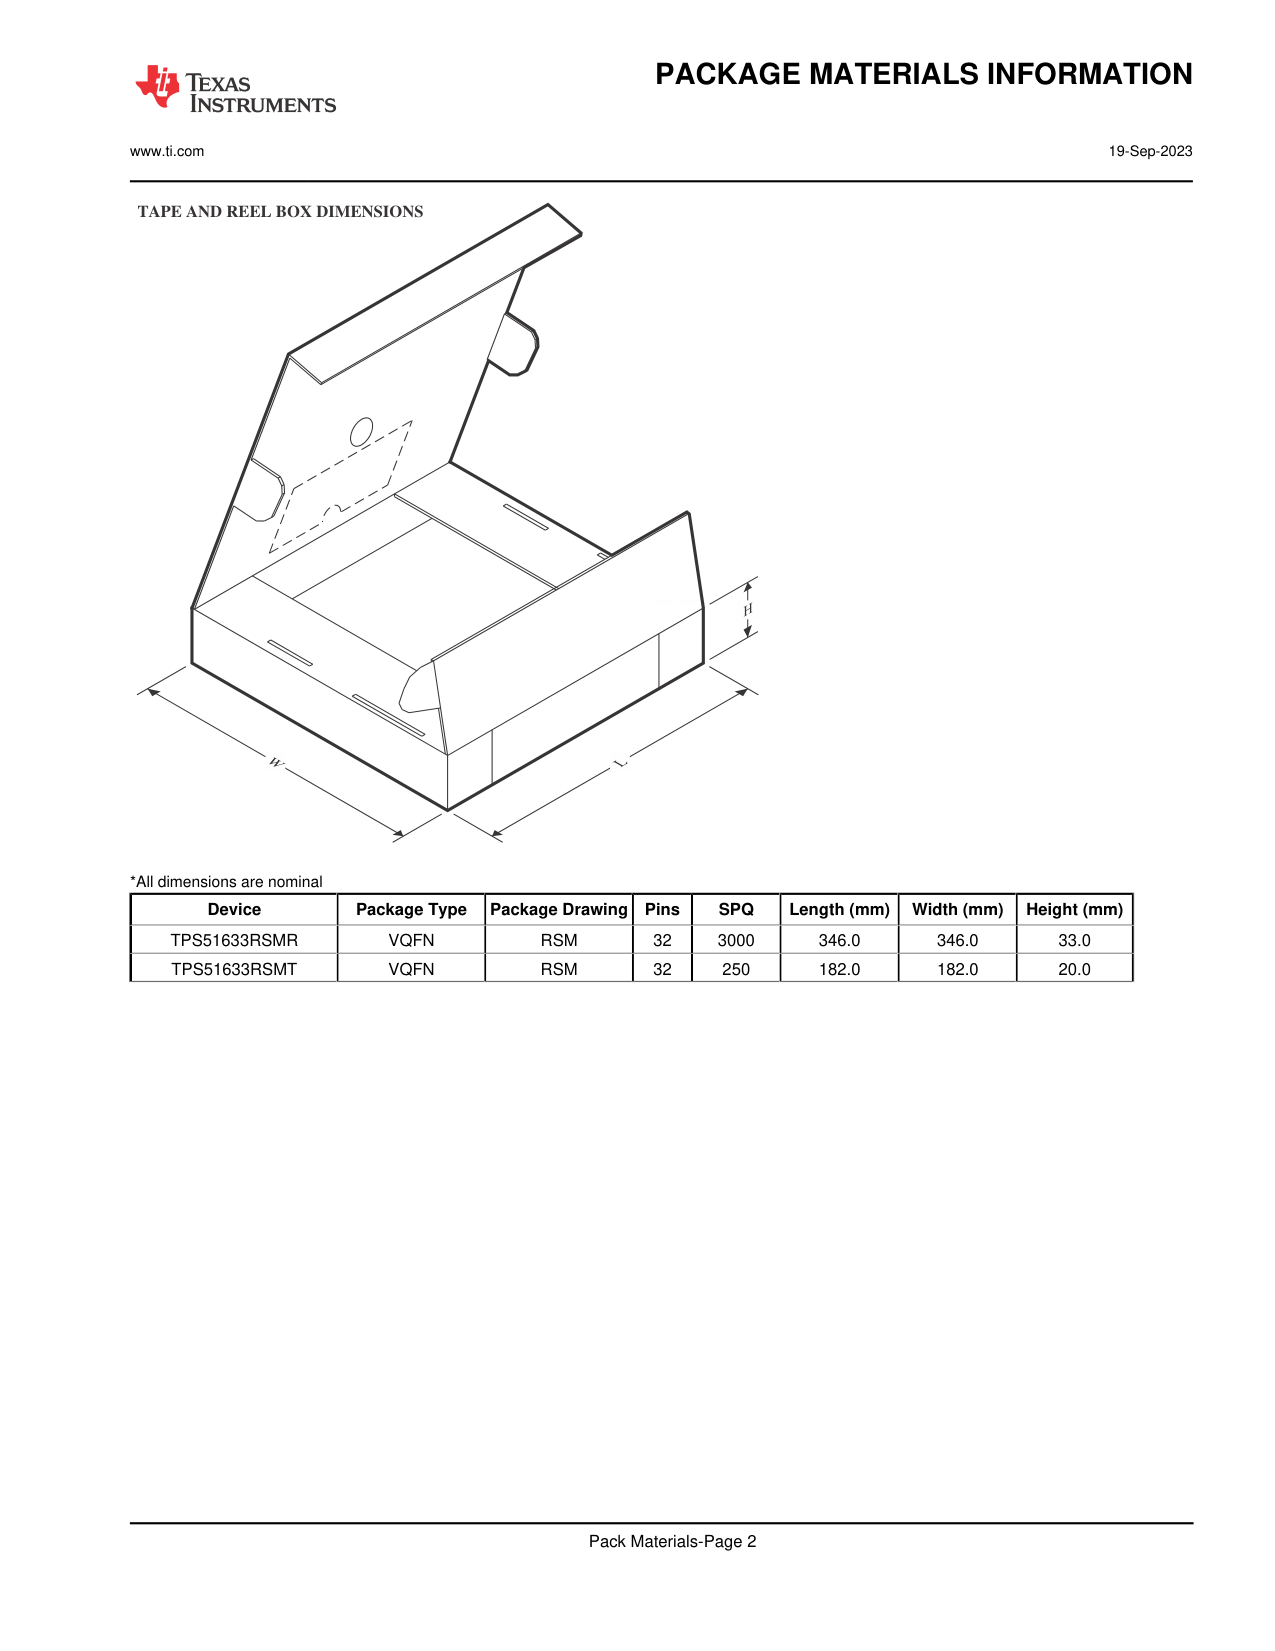 TEXAS
INSTRUMENTS
PACKAGE MATERIALS INFORMATION
www.ti.com
19-Sep-2023
TAPE AND REEL BOX DIMENSIONS
H
W
L
*All dimensions are nominal
Device Package Type Package Drawing Pins SPQ Length (mm) Width (mm) Height (mm)
TPS51633RSMR VQFN RSM 32 3000 346.0 346.0 33.0
TPS51633RSMT VQFN RSM 32 250 182.0 182.0 20.0
Pack Materials-Page 2